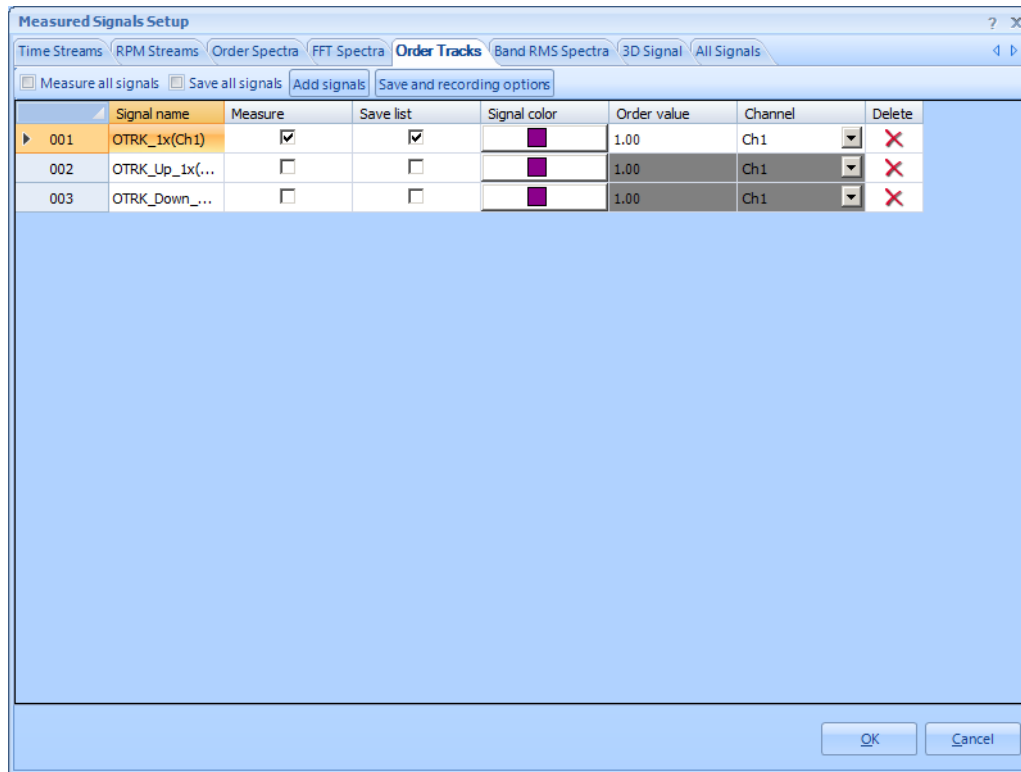 Measured Signals Setup ? X
Time Streams RPM Streams Order Spectra FFT Spectra Order Tracks Band RMS Spectra 3D Signal All Signals
Measure all signals Save all signals Add signals Save and recording options
Signal name Measure Save list Signal color Order value Channel Delete
001 OTRK_1x(Ch1) 1.00 Ch1
002 OTRK_Up_1x(... 1.00 Ch1
003 OTRK_Down_... 1.00 Ch1
OK Cancel